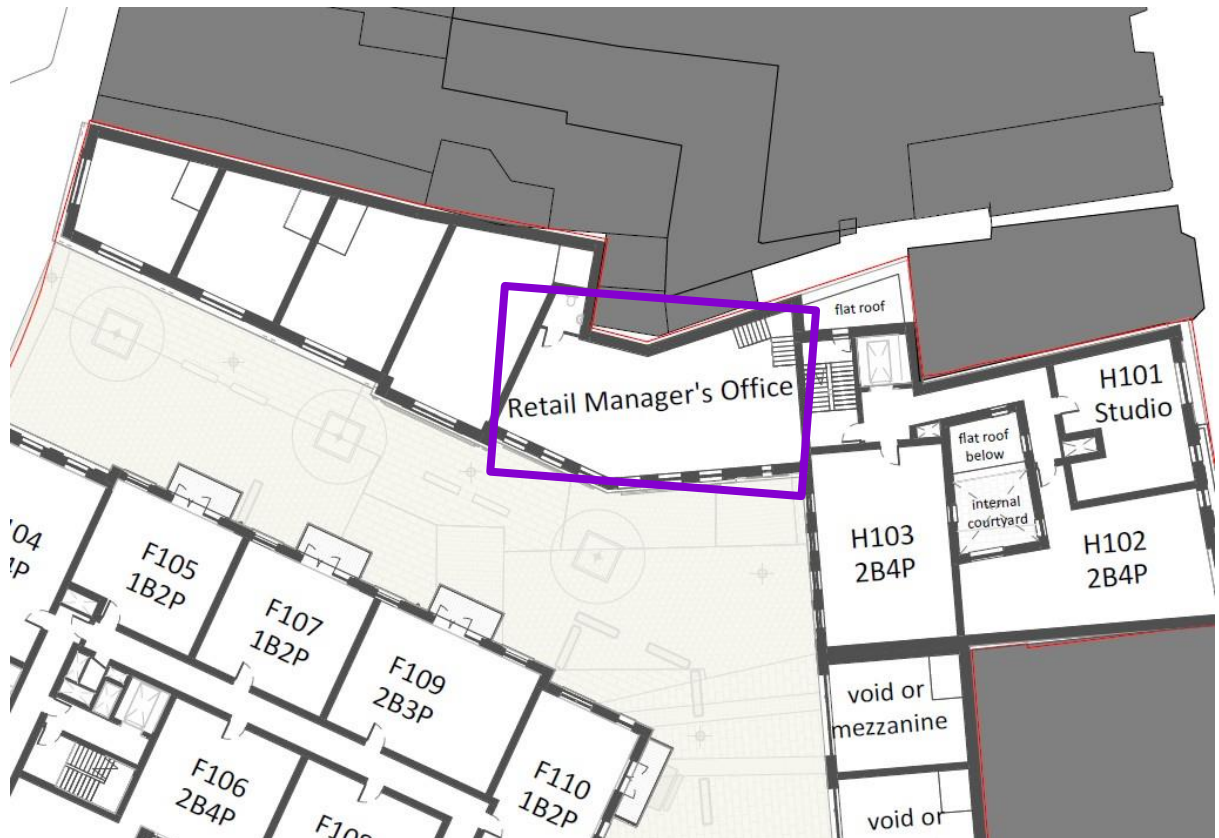 flat roof
Retail Manager's Office
H101
Studio
flat roof
below
internal
courtyard
H103
2B4P
H102
2B4P
04
F105
1B2P
F107
1B2P
F109
2B3P
F106
2B4P
F110
1B2P
void or
mezzanine
void or